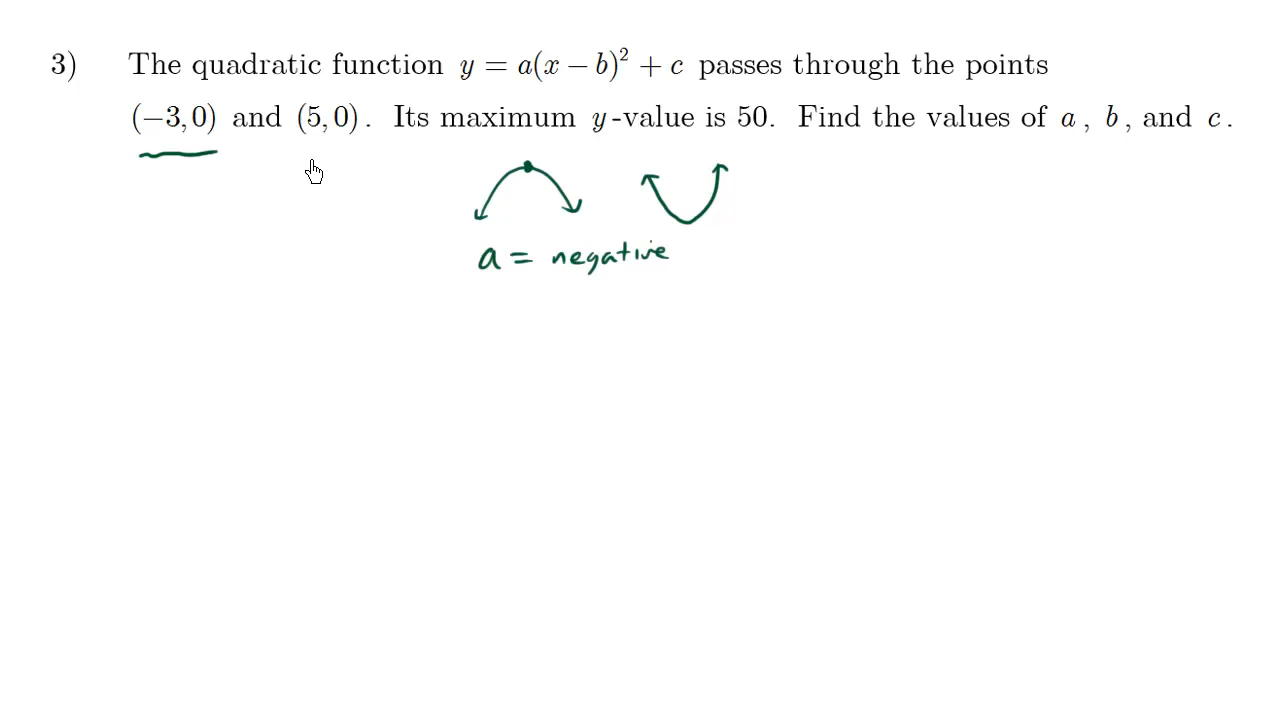 3) The quadratic function y = a(x − b)² + c passes through the points
(−3, 0) and (5, 0). Its maximum y-value is 50. Find the values of a, b, and c.
a = negative